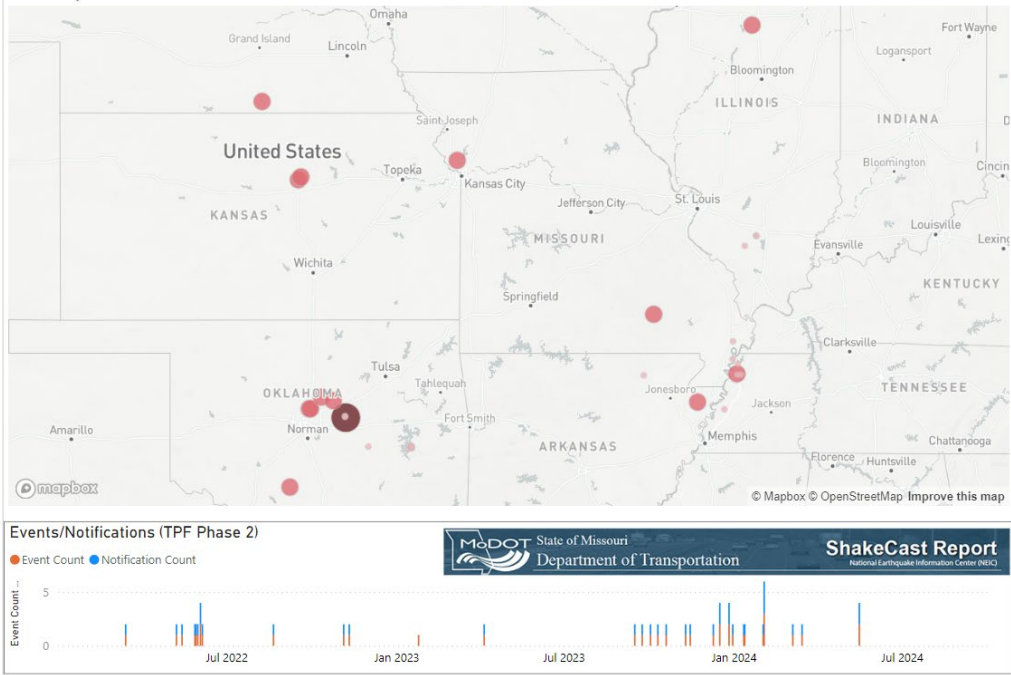 Omaha
Fort Wayne
Grand Island
Lincoln
Logansport
Bloomington
ILLINOIS
INDIANA
Saint Joseph
United States
Bloomington
Cincin
Topeka
Kansas City
Jefferson City
St. Louis
KANSAS
MISSOURI
Evansville
Louisville
Lexing
Wichita
KENTUCKY
Springfield
Clarksville
Tulsa
Tahlequah
OKLAHOMA
Jonesboro
TENNESSEE
Jackson
Fort Smith
Amarillo
Norman
ARKANSAS
Memphis
Chattanooga
Florence
Huntsville
mapbox
© Mapbox © OpenStreetMap Improve this map
Events/Notifications (TPF Phase 2)
Event Count Notification Count
MoDOT
State of Missouri
Department of Transportation
ShakeCast Report
National Earthquake Information Center (NEIC)
Event Count ...
5
0
Jul 2022 Jan 2023 Jul 2023 Jan 2024 Jul 2024